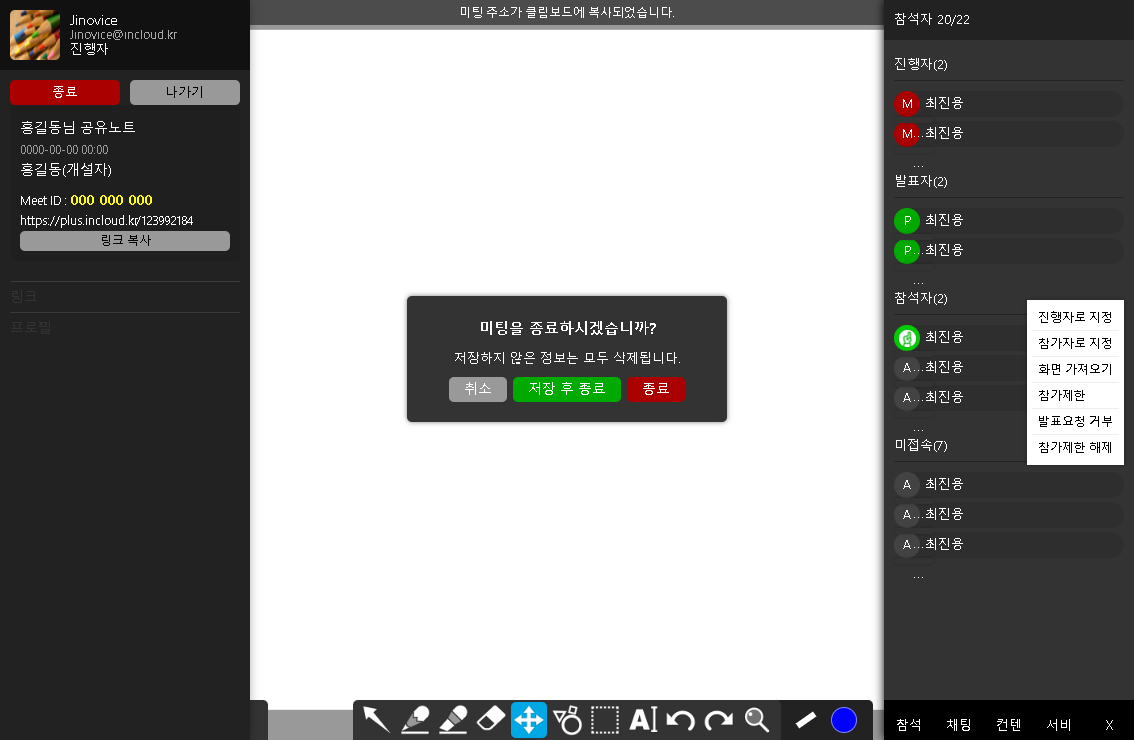 미팅 주소가 클립보드에 복사되었습니다.
Jinovice
Jinovice@incloud.kr
진행자
종료
나가기
홍길동님 공유노트
0000-00-00 00:00
홍길동(개설자)
Meet ID : 000 000 000
https://plus.incloud.kr/123992184
링크 복사
링크
프로필
미팅을 종료하시겠습니까?
저장하지 않은 정보는 모두 삭제됩니다.
취소
저장 후 종료
종료
A
참석자 20/22
진행자(2)
M 최진용
M... 최진용
...
발표자(2)
P 최진용
P... 최진용
...
참석자(2)
최진용
A... 최진용
A... 최진용
...
미접속(7)
A 최진용
A... 최진용
A... 최진용
...
진행자로 지정
참가자로 지정
화면 가져오기
참가제한
발표요청 거부
참가제한 해제
참석
채팅
컨텐
서비
X